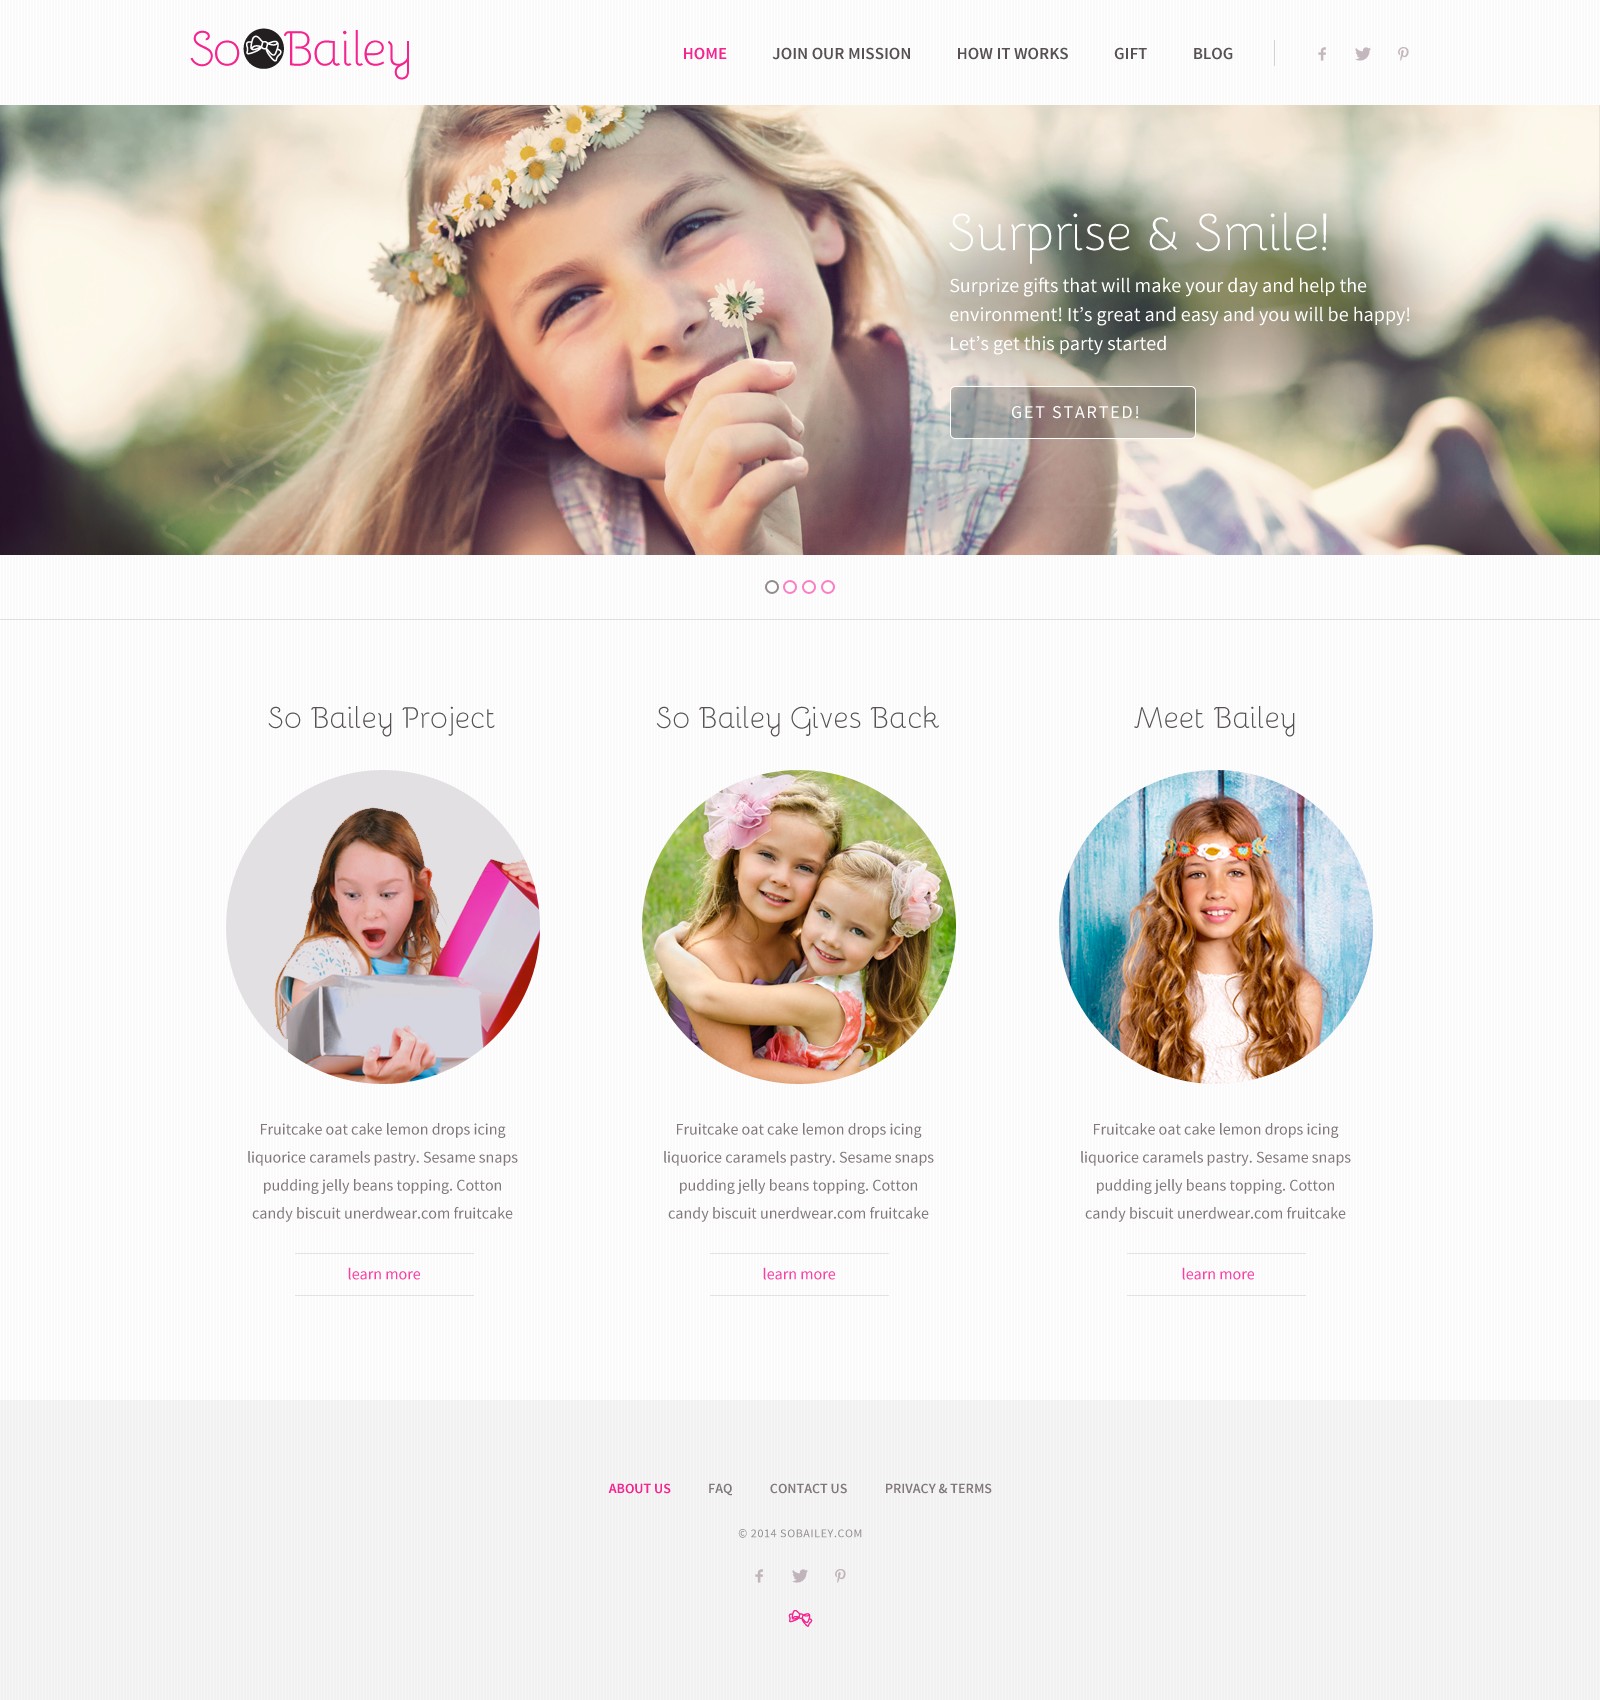 So Bailey
HOME JOIN OUR MISSION HOW IT WORKS GIFT BLOG
Surprise & Smile!
Surprize gifts that will make your day and help the
environment! It's great and easy and you will be happy!
Let's get this party started
GET STARTED!
So Bailey Project
Fruitcake oat cake lemon drops icing
liquorice caramels pastry. Sesame snaps
pudding jelly beans topping. Cotton
candy biscuit unerdwear.com fruitcake
learn more
So Bailey Gives Back
Fruitcake oat cake lemon drops icing
liquorice caramels pastry. Sesame snaps
pudding jelly beans topping. Cotton
candy biscuit unerdwear.com fruitcake
learn more
Meet Bailey
Fruitcake oat cake lemon drops icing
liquorice caramels pastry. Sesame snaps
pudding jelly beans topping. Cotton
candy biscuit unerdwear.com fruitcake
learn more
ABOUT US FAQ CONTACT US PRIVACY & TERMS
© 2014 SOBAILEY.COM